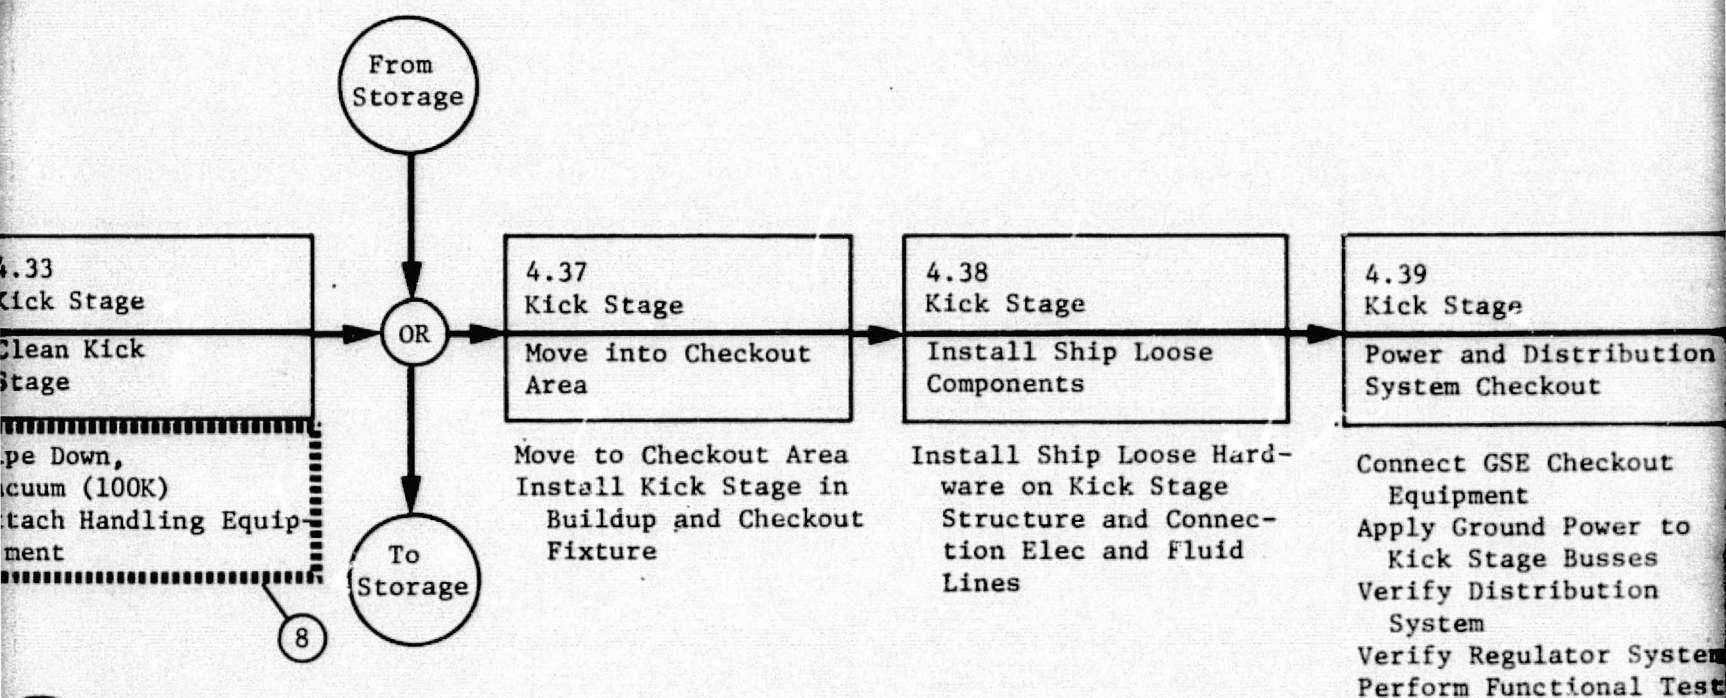 From
Storage
4.33
Kick Stage
Clean Kick
Stage
Down,
(100K)
Handling Equip-
ment
8
OR
To
Storage
4.37
Kick Stage
Move into Checkout
Area
Move to Checkout Area
Install Kick Stage in
Buildup and Checkout
Fixture
4.38
Kick Stage
Install Ship Loose
Components
Install Ship Loose Hard-
ware on Kick Stage
Structure and Connec-
tion Elec and Fluid
Lines
4.39
Kick Stage
Power and Distribution
System Checkout
Connect GSE Checkout
Equipment
Apply Ground Power to
Kick Stage Busses
Verify Distribution
System
Verify Regulator System
Perform Functional Test